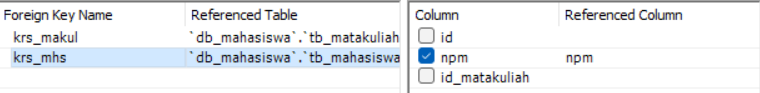 Foreign Key Name Referenced Table Column Referenced Column
krs_makul `db_mahasiswa`.`tb_matakuliah id
krs_mhs `db_mahasiswa`.`tb_mahasiswa npm npm
id_matakuliah